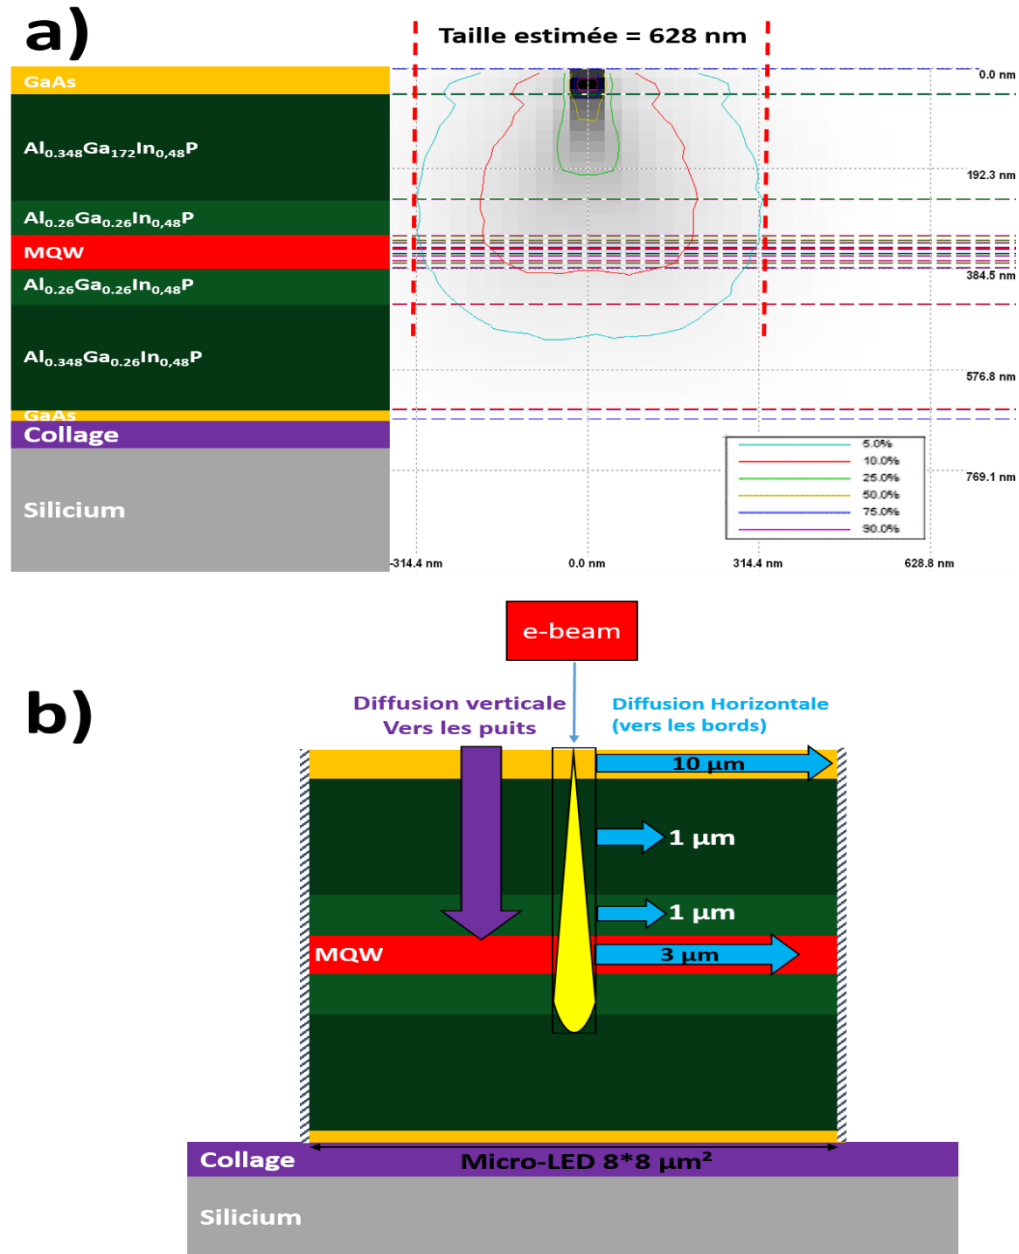 a)
Taille estimée = 628 nm
GaAs
Al0.348Ga172In0,48P
Al0.26Ga0.26In0,48P
MQW
Al0.26Ga0.26In0,48P
Al0.348Ga0.26In0,48P
GaAs
Collage
Silicium
0.0 nm
192.3 nm
384.5 nm
576.8 nm
769.1 nm
5.0%
10.0%
25.0%
50.0%
75.0%
90.0%
-314.4 nm
0.0 nm
314.4 nm
628.8 nm
e-beam
b)
Diffusion verticale
Vers les puits
Diffusion Horizontale
(vers les bords)
10 µm
1 µm
1 µm
MQW
3 µm
Collage
Micro-LED 8*8 µm²
Silicium